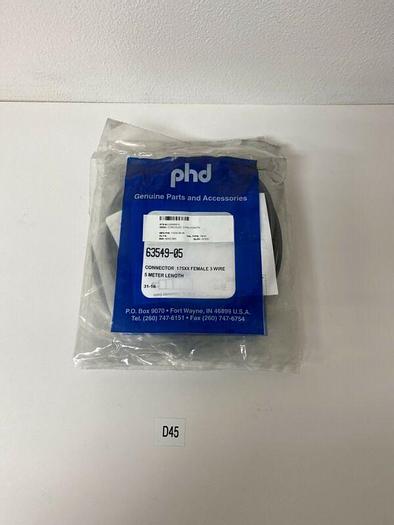 phd
Genuine Parts and Accessories
63549-05
CONNECTOR 175XX FEMALE 3 WIRE
5 METER LENGTH
31-16
P.O. Box 9070 • Fort Wayne, IN 46899 U.S.A.
Tel. (260) 747-6151 • Fax (260) 747-6754
D45